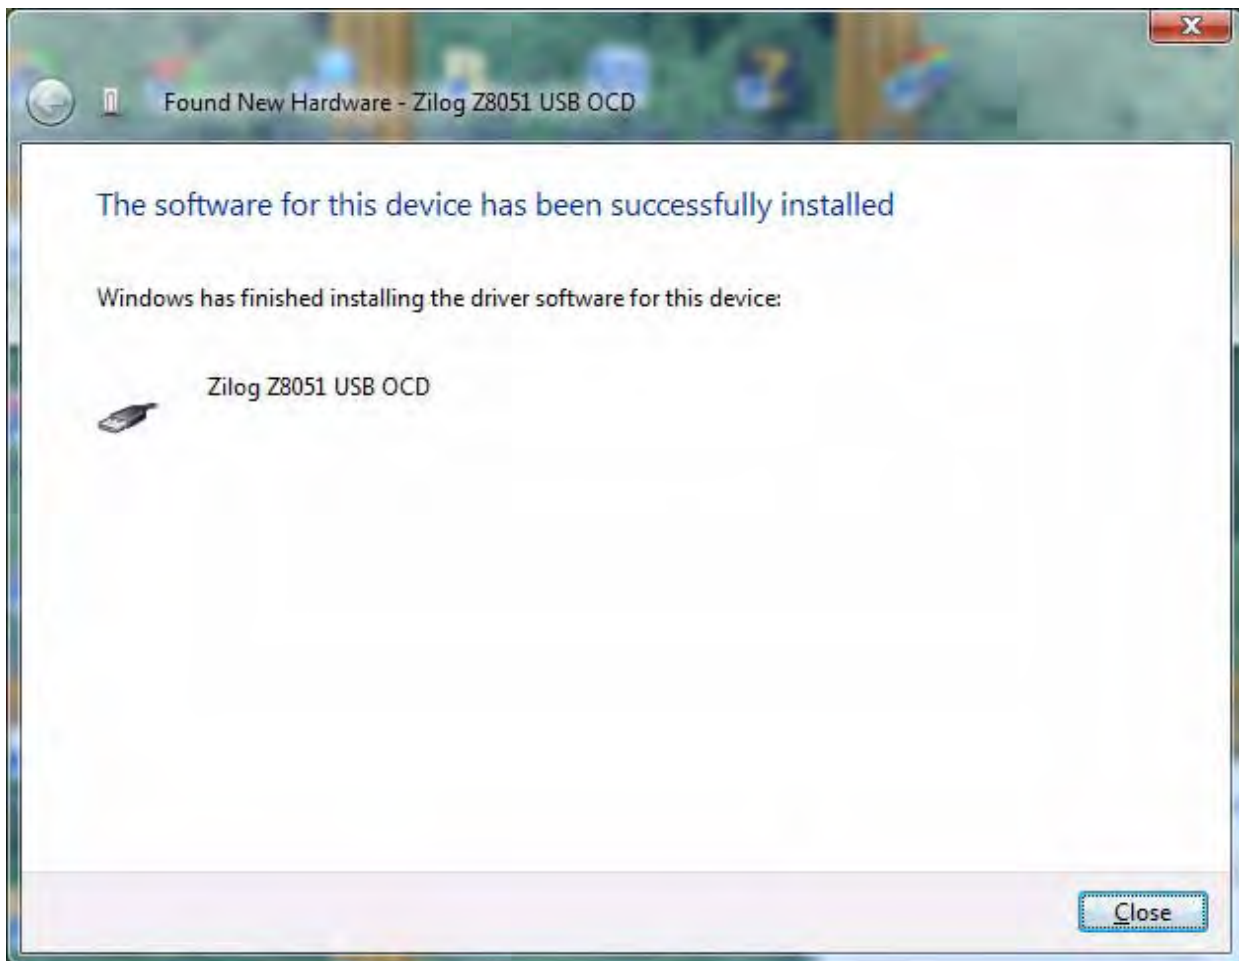 Found New Hardware - Zilog Z8051 USB OCD
The software for this device has been successfully installed
Windows has finished installing the driver software for this device:
Zilog Z8051 USB OCD
Close